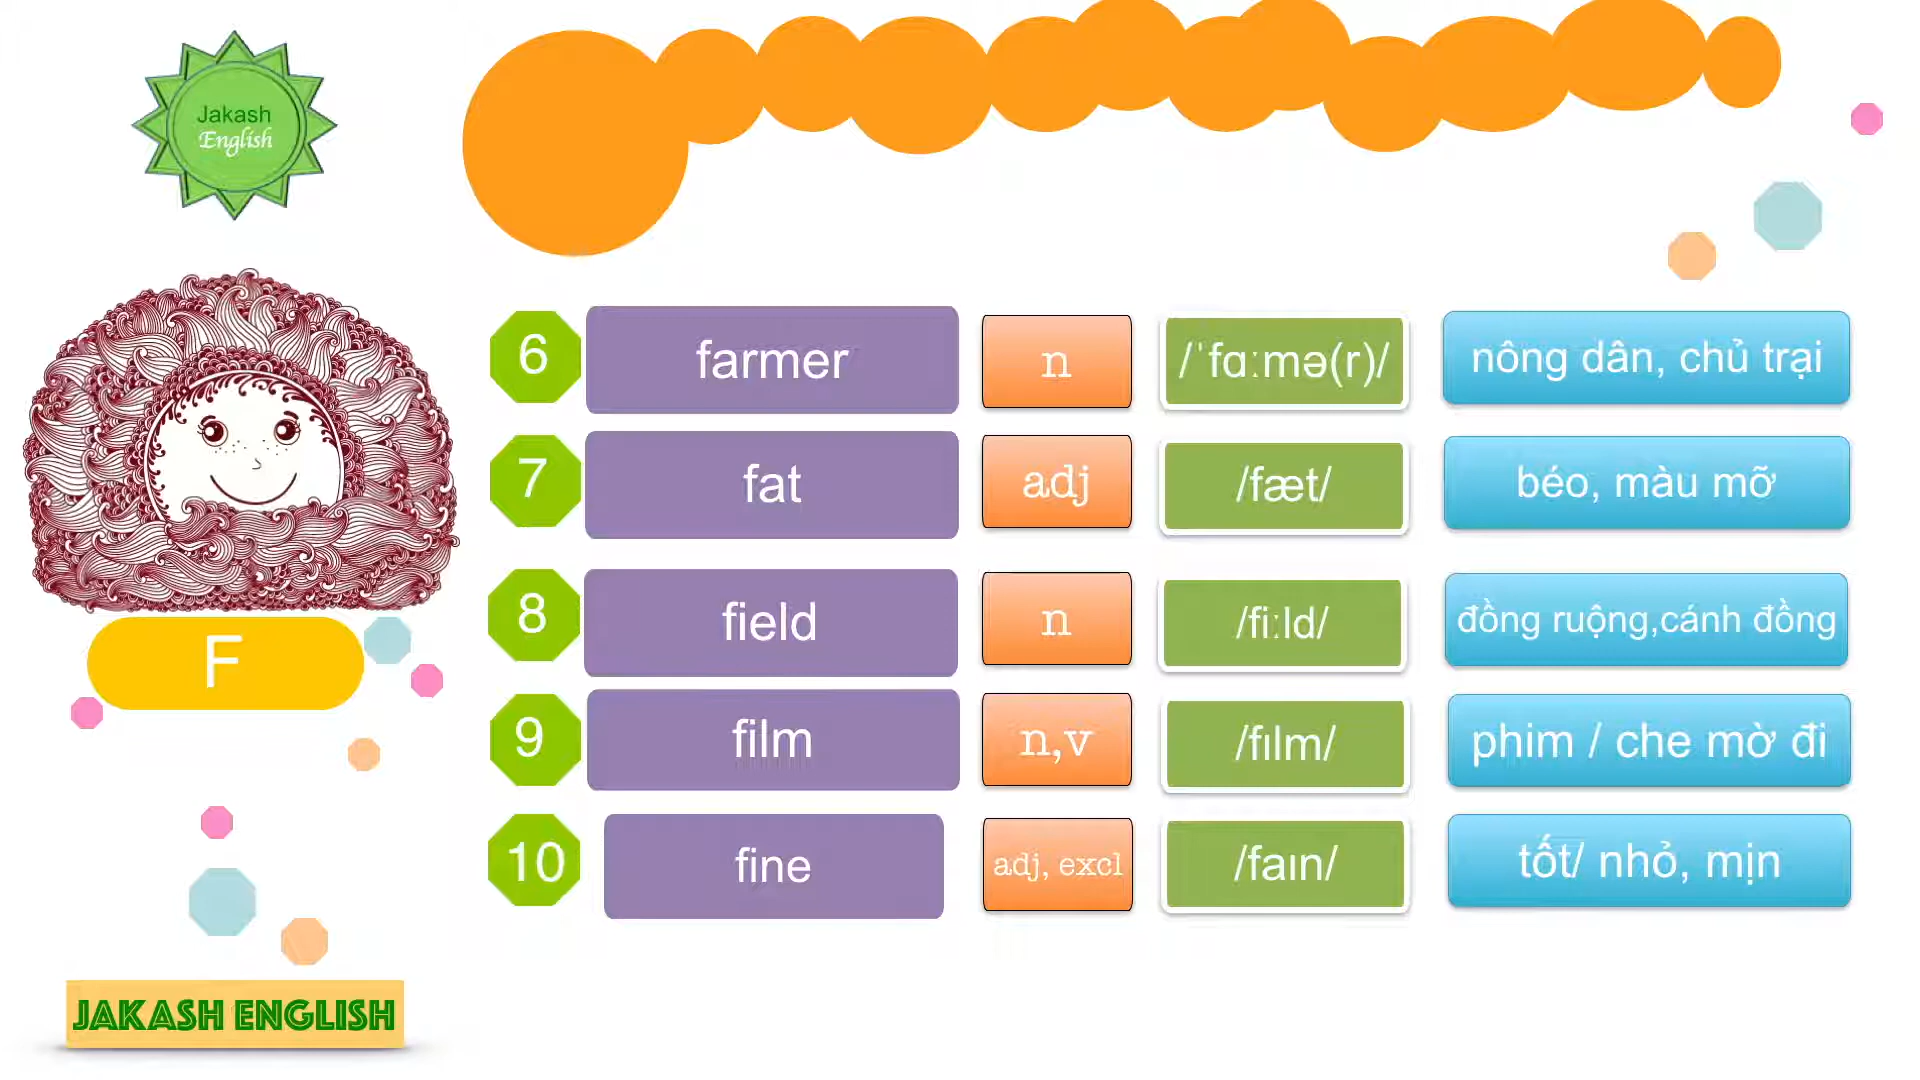 Jakash
English
6 farmer n /ˈfɑːmə(r)/ nông dân, chủ trại
7 fat adj /fæt/ béo, màu mỡ
8 field n /fiːld/ đồng ruộng,cánh đồng
F
9 film n,v /fılm/ phim / che mờ đi
10 fine adj, excl /faın/ tốt/ nhỏ, mịn
JAKASH ENGLISH